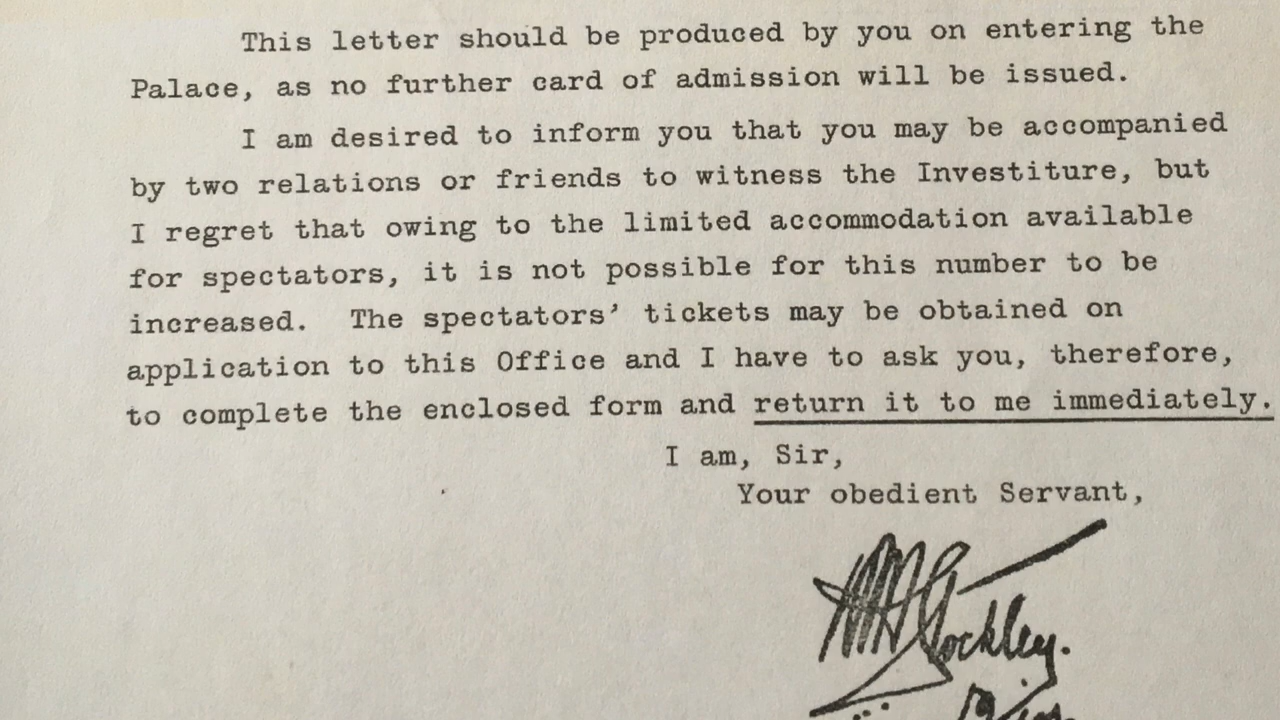 This letter should be produced by you on entering the
Palace, as no further card of admission will be issued.
I am desired to inform you that you may be accompanied
by two relations or friends to witness the Investiture, but
I regret that owing to the limited accommodation available
for spectators, it is not possible for this number to be
increased. The spectators' tickets may be obtained on
application to this Office and I have to ask you, therefore,
to complete the enclosed form and return it to me immediately.
I am, Sir,
Your obedient Servant,